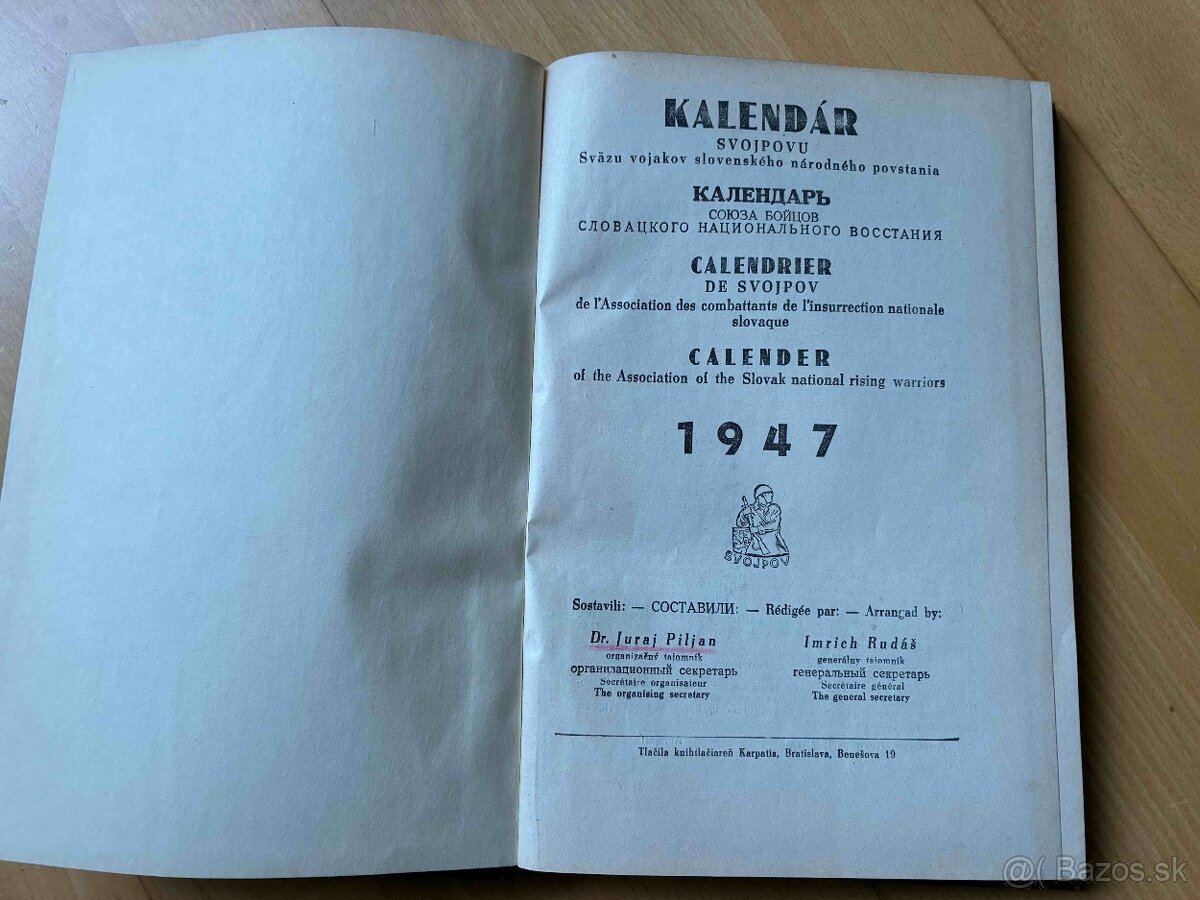 KALENDÁR
SVOJPOVU
Sväzu vojakov slovenského národného povstania
КАЛЕНДАРЬ
СОЮЗА БОЙЦОВ
СЛОВАЦКОГО НАЦИОНАЛЬНОГО ВОССТАНИЯ
CALENDRIER
DE SVOJPOV
de l'Association des combattants de l'insurrection nationale
slovaque
CALENDER
of the Association of the Slovak national rising warriors
1947
SVOJPOV
Sostavili: — СОСТАВИЛИ: — Rédigée par: — Arrangad by:
Dr. Juraj Piljan
organizačný tajomník
организационный секретарь
Secrétaire organisateur
The organising secretary
Imrich Rudáš
generálny tajomník
генеральный секретарь
Secrétaire général
The general secretary
Tlačila knihtlačiareň Karpatia, Bratislava, Benešova 19
@( Bazos.sk